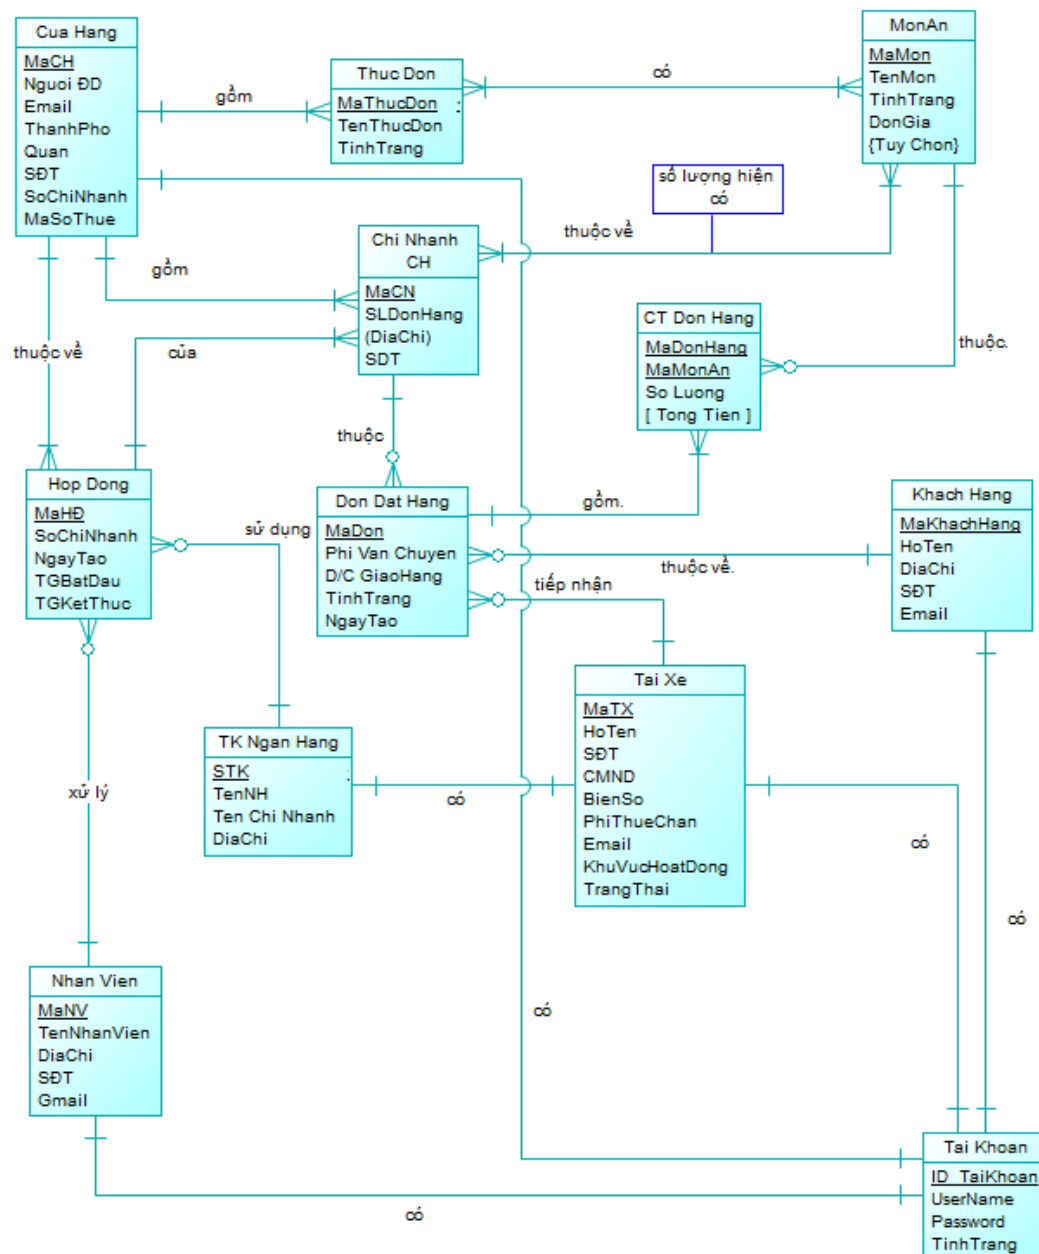 Cua Hang
MaCH
Nguoi ĐD
Email
ThanhPho
Quan
SĐT
SoChiNhanh
MaSoThue
gồm
Thuc Don
MaThucDon
TenThucDon
TinhTrang
có
MonAn
MaMon
TenMon
TinhTrang
DonGia
{Tuy Chon}
số lượng hiện
có
thuộc về
Chi Nhanh
CH
MaCN
SLDonHang
(DiaChi)
SDT
gồm
thuộc về
của
CT Don Hang
MaDonHang
MaMonAn
So Luong
[ Tong Tien ]
thuộc.
thuộc
Hop Dong
MaHĐ
SoChiNhanh
NgayTao
TGBatDau
TGKetThuc
sử dụng
Don Dat Hang
MaDon
Phi Van Chuyen
D/C GiaoHang
TinhTrang
NgayTao
gồm.
thuộc về.
tiếp nhận
Khach Hang
MaKhachHang
HoTen
DiaChi
SĐT
Email
Tai Xe
MaTX
HoTen
SĐT
CMND
BienSo
PhiThueChan
Email
KhuVucHoatDong
TrangThai
TK Ngan Hang
STK
TenNH
Ten Chi Nhanh
DiaChi
có
xử lý
có
có
có
Nhan Vien
MaNV
TenNhanVien
DiaChi
SĐT
Gmail
có
Tai Khoan
ID_TaiKhoan
UserName
Password
TinhTrang